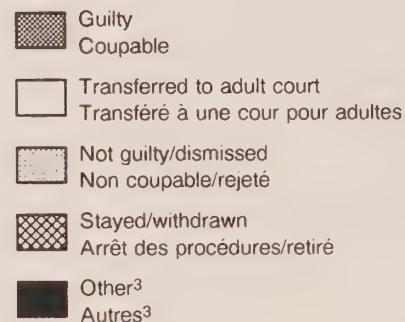 Guilty
Coupable
Transferred to adult court
Transféré à une cour pour adultes
Not guilty/dismissed
Non coupable/rejeté
Stayed/withdrawn
Arrêt des procédures/retiré
Other³
Autres³